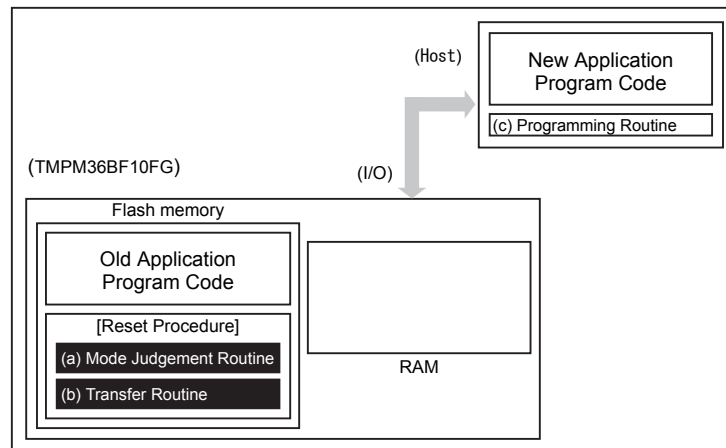 (Host)
New Application
Program Code
(c) Programming Routine
(TMPM36BF10FG)
(I/O)
Flash memory
Old Application
Program Code
[Reset Procedure]
(a) Mode Judgement Routine
(b) Transfer Routine
RAM